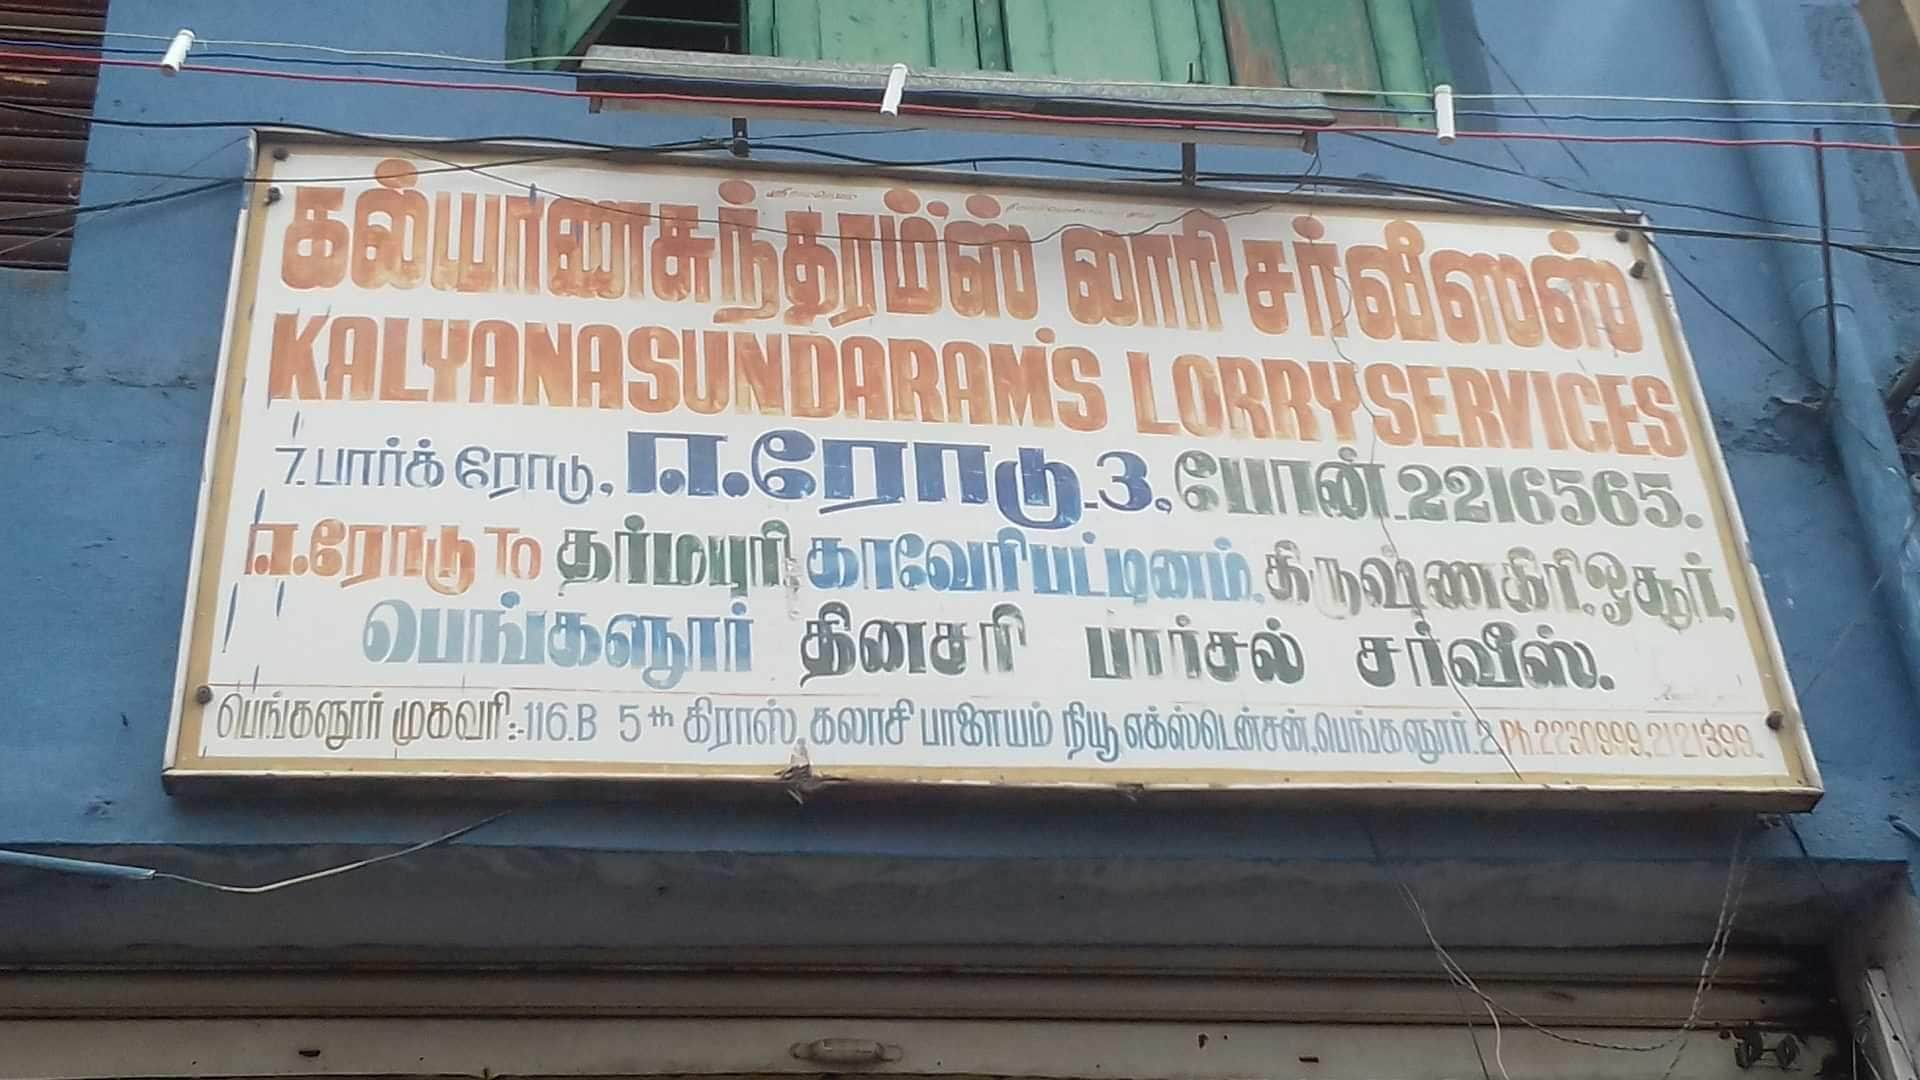 கல்யாணசுந்தரம்ஸ் லாரி சர்வீஸஸ்
KALYANASUNDARAM'S LORRY SERVICES
7. பார்க் ரோடு, ஈ.ரோடு-3, போன்-2216565.
ஈ.ரோடு To தர்மபுரி, காவேரிபட்டினம், கிருஷ்ணகிரி, ஒசூர்,
பெங்களூர் தினசரி பார்சல் சர்வீஸ்.
பெங்களூர் முகவரி:-116.B 5th கிராஸ், கலாசி பாளையம் நியூ எக்ஸ்டென்சன், பெங்களூர்.2, Ph.2230999, 2121399.